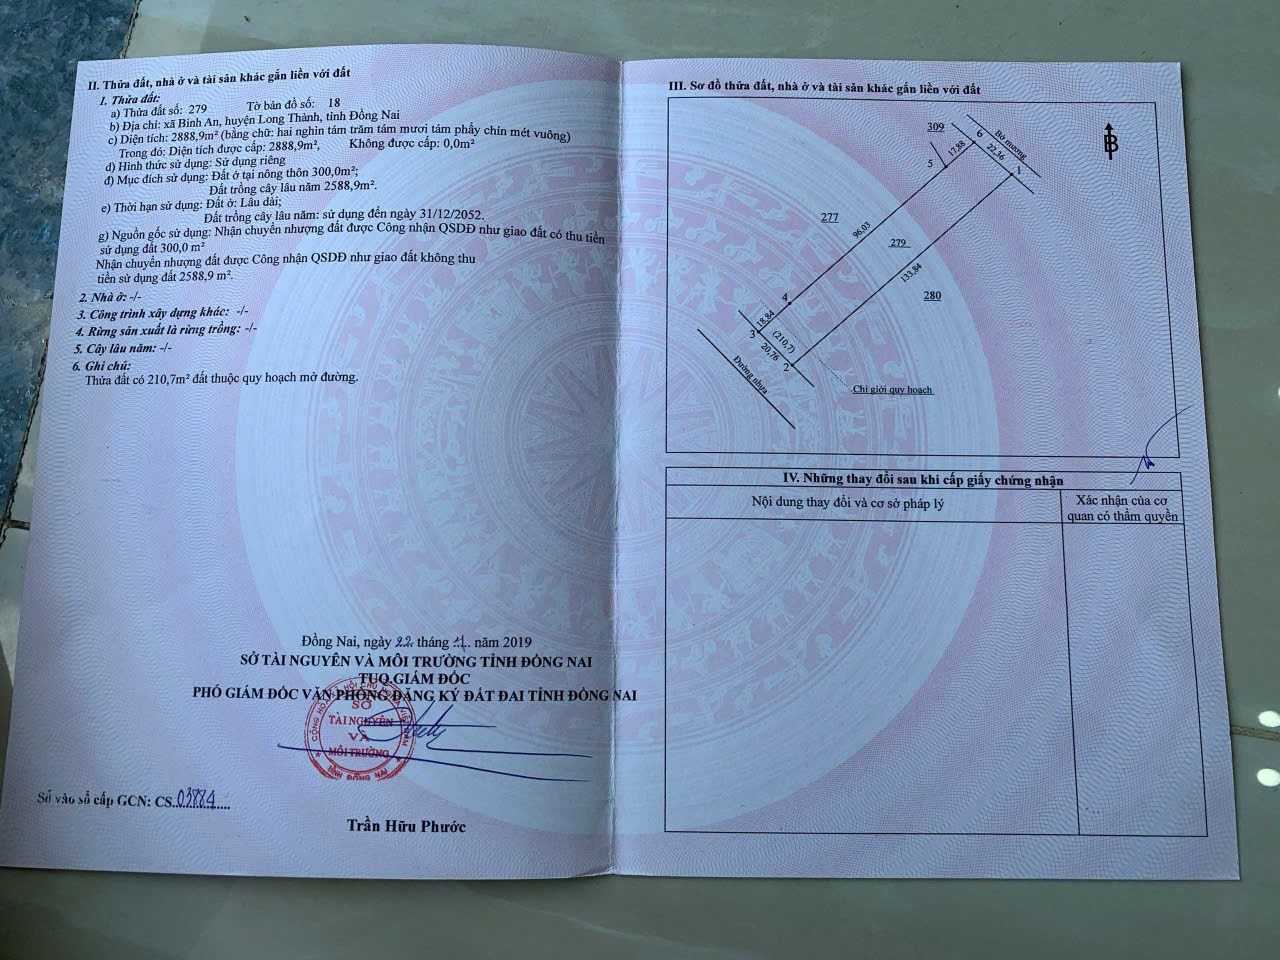 II. Thửa đất, nhà ở và tài sản khác gắn liền với đất
1. Thửa đất:
a) Thửa đất số: 279 Tờ bản đồ số: 18
b) Địa chỉ: xã Bình An, huyện Long Thành, tỉnh Đồng Nai
c) Diện tích: 2888,9m² (bằng chữ: hai nghìn tám trăm tám mươi tám phẩy chín mét vuông)
Trong đó: Diện tích được cấp: 2888,9m², Không được cấp: 0,0m²
d) Hình thức sử dụng: Sử dụng riêng
đ) Mục đích sử dụng: Đất ở tại nông thôn 300,0m²;
Đất trồng cây lâu năm 2588,9m².
e) Thời hạn sử dụng: Đất ở: Lâu dài;
Đất trồng cây lâu năm: sử dụng đến ngày 31/12/2052.
g) Nguồn gốc sử dụng: Nhận chuyển nhượng đất được Công nhận QSDĐ như giao đất có thu tiền
sử dụng đất 300,0 m²
Nhận chuyển nhượng đất được Công nhận QSDĐ như giao đất không thu
tiền sử dụng đất 2588,9 m².
2. Nhà ở: -/-
3. Công trình xây dựng khác: -/-
4. Rừng sản xuất là rừng trồng: -/-
5. Cây lâu năm: -/-
6. Ghi chú:
Thửa đất có 210,7m² đất thuộc quy hoạch mở đường.
Đồng Nai, ngày 22 tháng 11. năm 2019
SỞ TÀI NGUYÊN VÀ MÔI TRƯỜNG TỈNH ĐỒNG NAI
TUQ.GIÁM ĐỐC
PHÓ GIÁM ĐỐC VĂN PHÒNG ĐĂNG KÝ ĐẤT ĐAI TỈNH ĐỒNG NAI
SỞ
TÀI NGUYÊN
VÀ
MÔI TRƯỜNG
TỈNH ĐỒNG NAI
Số vào sổ cấp GCN: CS.03884
Trần Hữu Phước
III. Sơ đồ thửa đất, nhà ở và tài sản khác gắn liền với đất
309
6
Bờ mương
B
17,88
22,36
5
1
277
96,03
279
133,84
280
4
18,84
3
(210,7)
20,76
2
Đường nhựa
Chỉ giới quy hoạch
IV. Những thay đổi sau khi cấp giấy chứng nhận
Nội dung thay đổi và cơ sở pháp lý
Xác nhận của cơ
quan có thẩm quyền